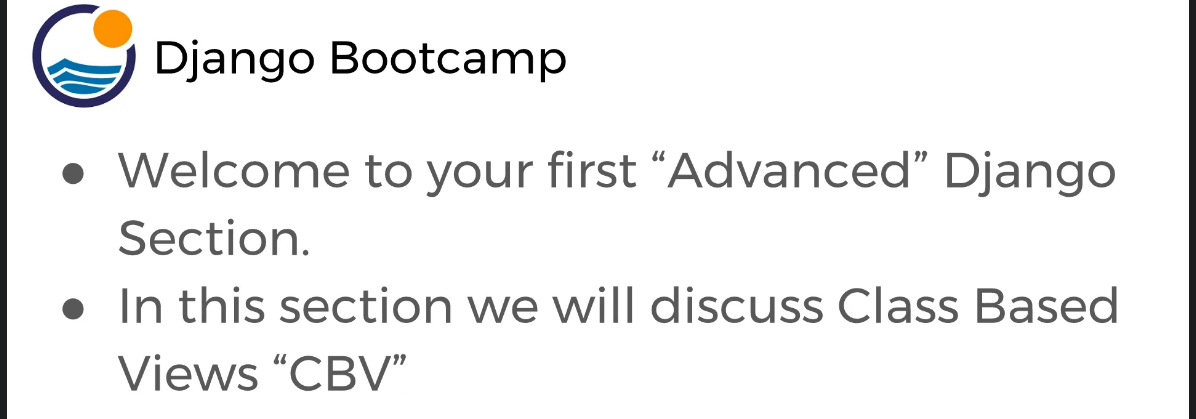 Django Bootcamp
● Welcome to your first “Advanced” Django
Section.
● In this section we will discuss Class Based
Views “CBV”